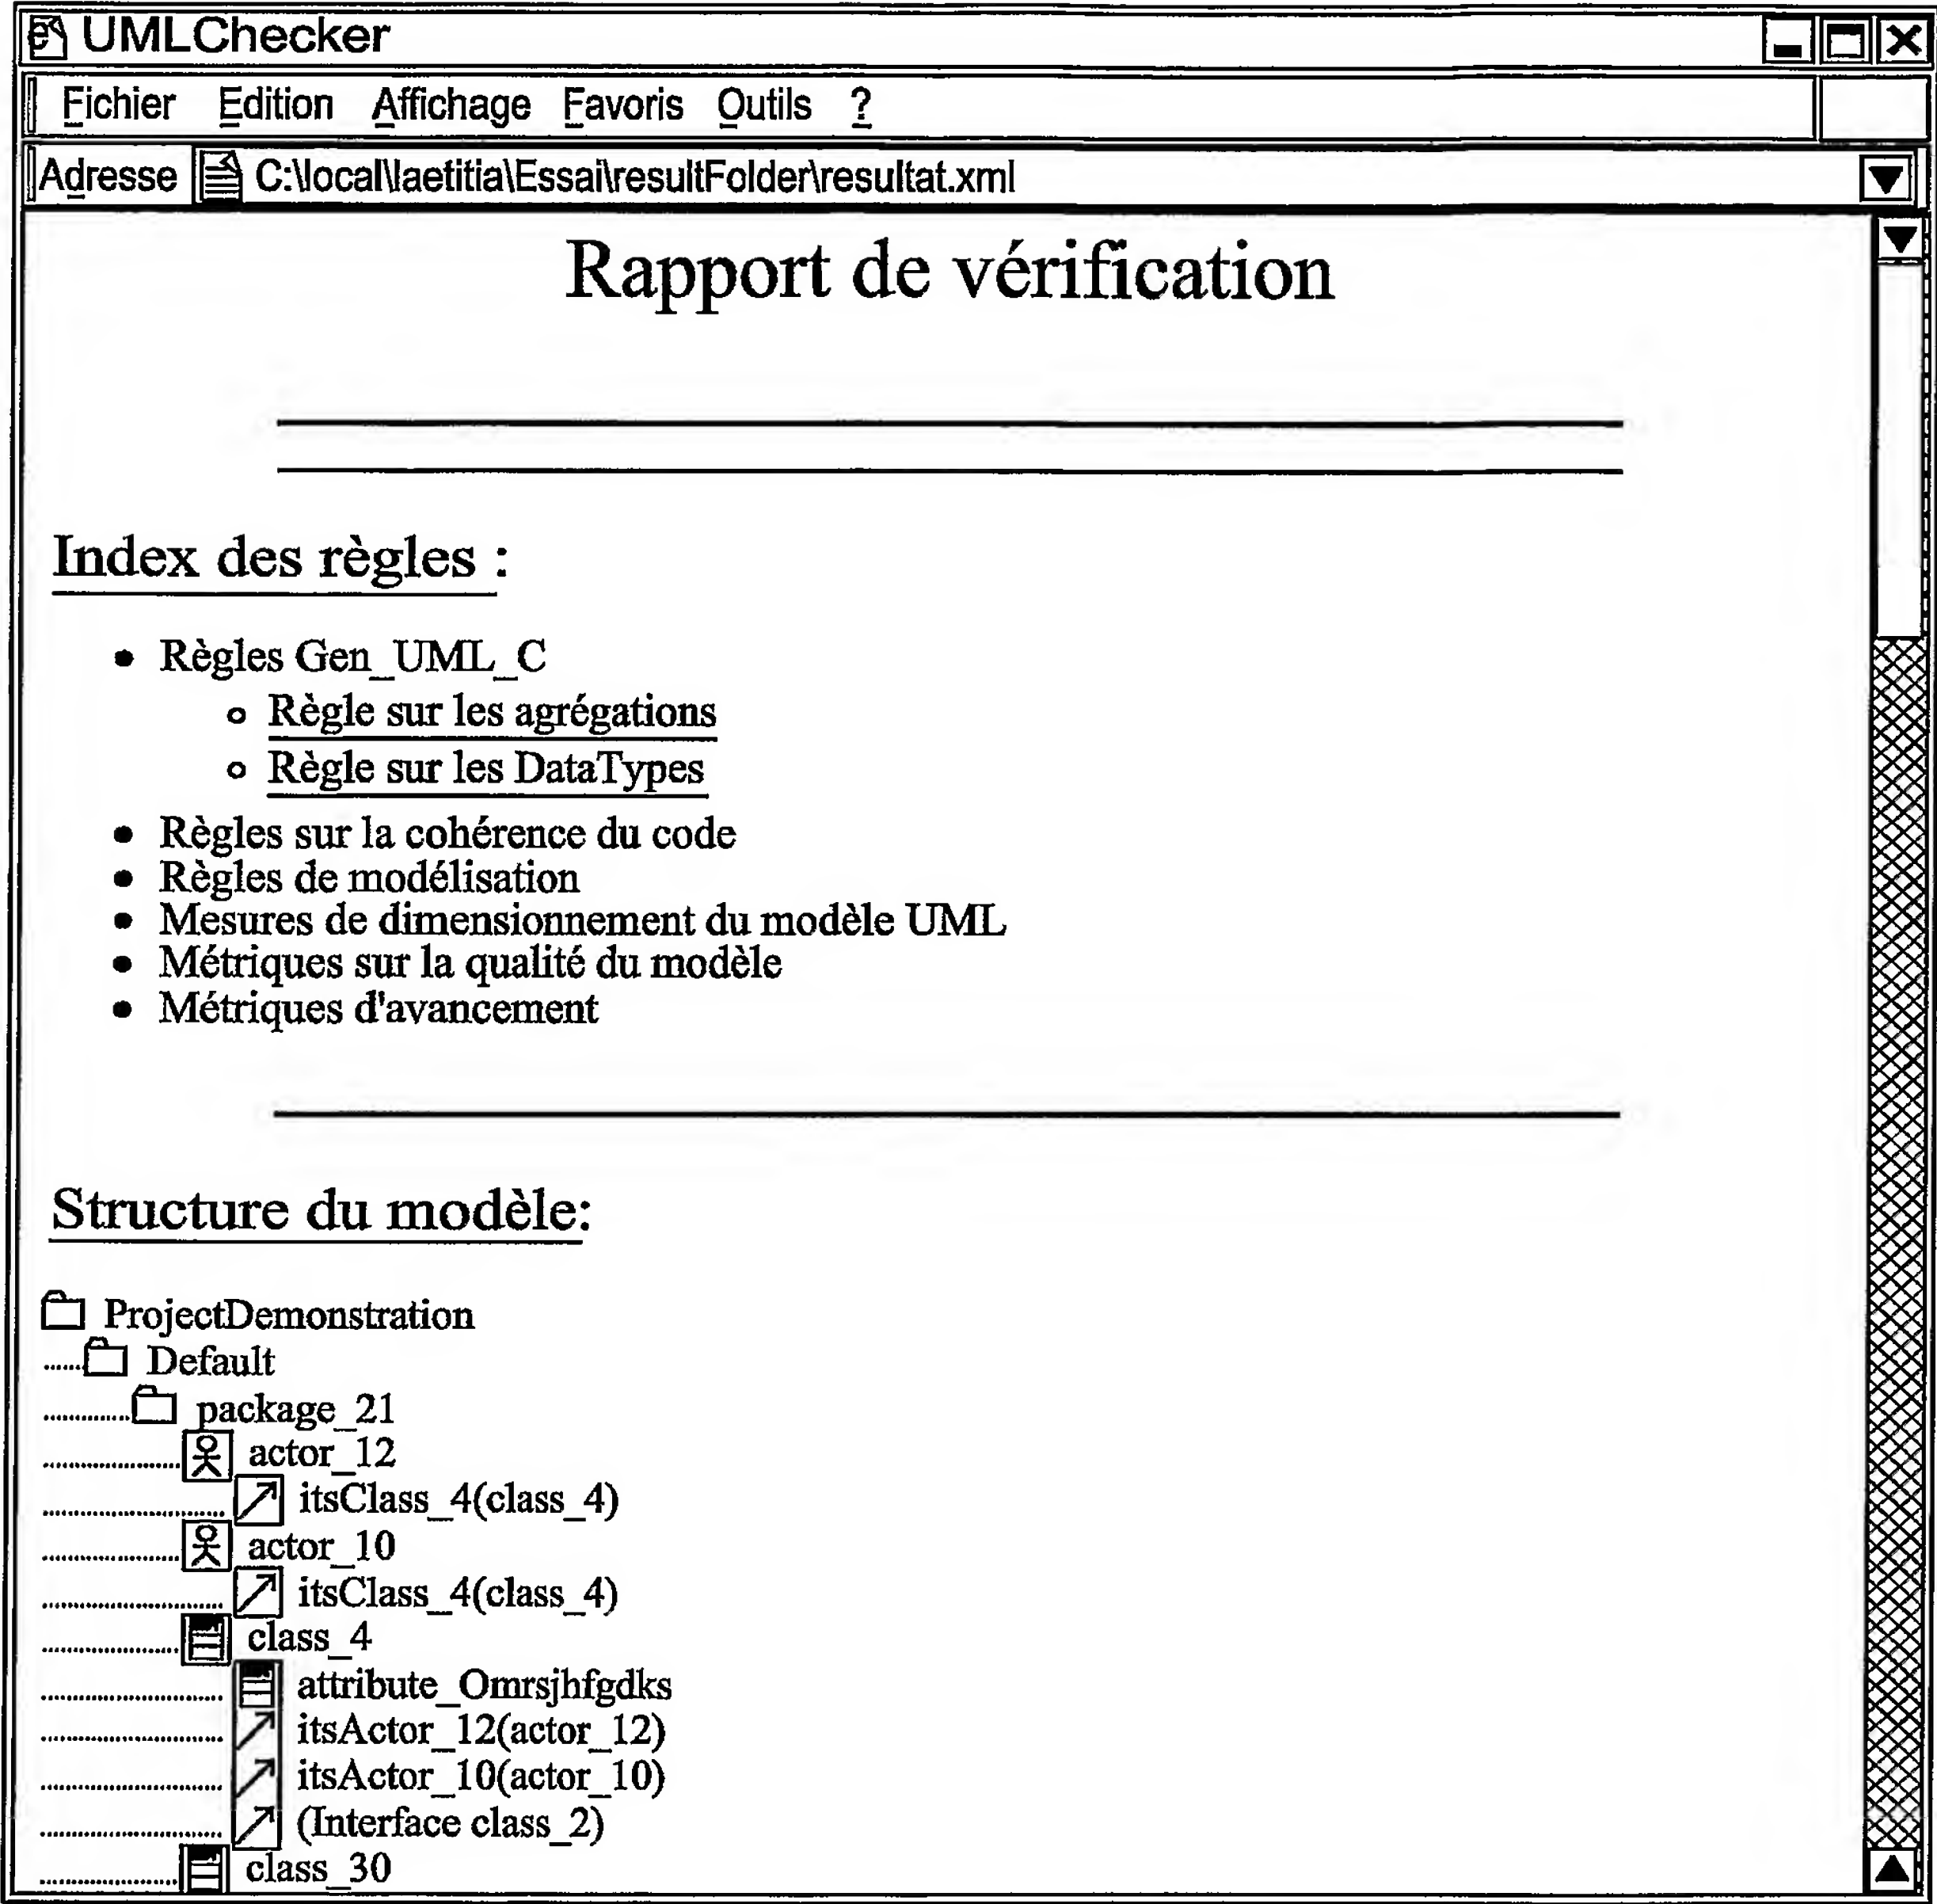 UMLChecker
Fichier Edition Affichage Favoris Outils ?
Adresse C:\local\laetitia\Essai\resultFolder\resultat.xml
Rapport de vérification
Index des règles :
Règles Gen_UML_C
Règle sur les agrégations
Règle sur les DataTypes
Règles sur la cohérence du code
Règles de modélisation
Mesures de dimensionnement du modèle UML
Métriques sur la qualité du modèle
Métriques d'avancement
Structure du modèle:
ProjectDemonstration
Default
package_21
actor_12
itsClass_4(class_4)
actor_10
itsClass_4(class_4)
class_4
attribute_Omrsjhfgdks
itsActor_12(actor_12)
itsActor_10(actor_10)
(Interface class_2)
class_30